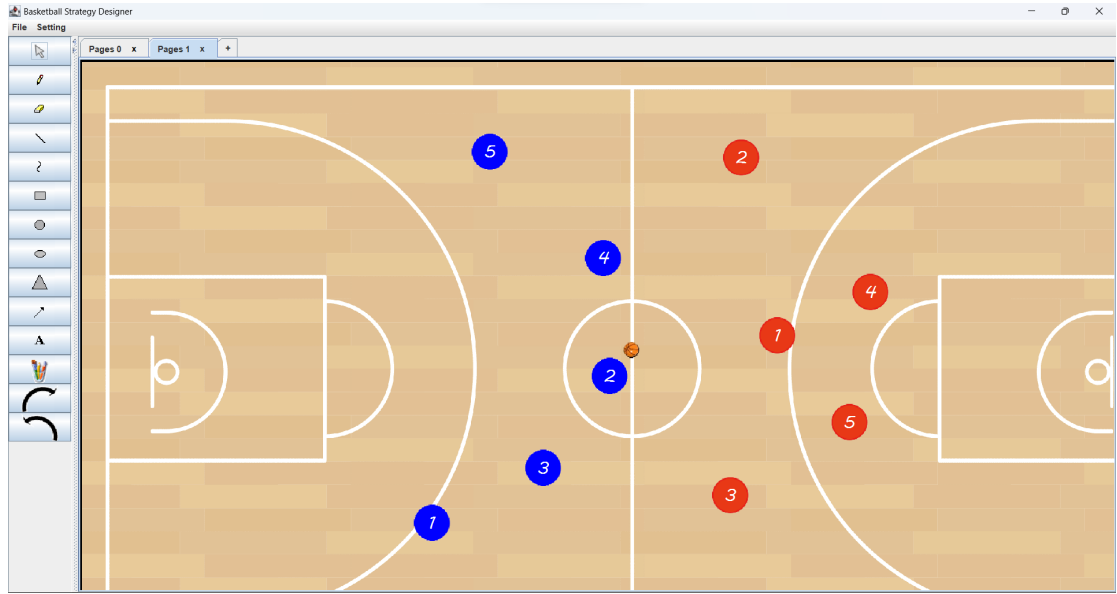 Basketball Strategy Designer
File Setting
Pages 0 x Pages 1 x +
5
2
4
4
1
2
5
3
3
1
A